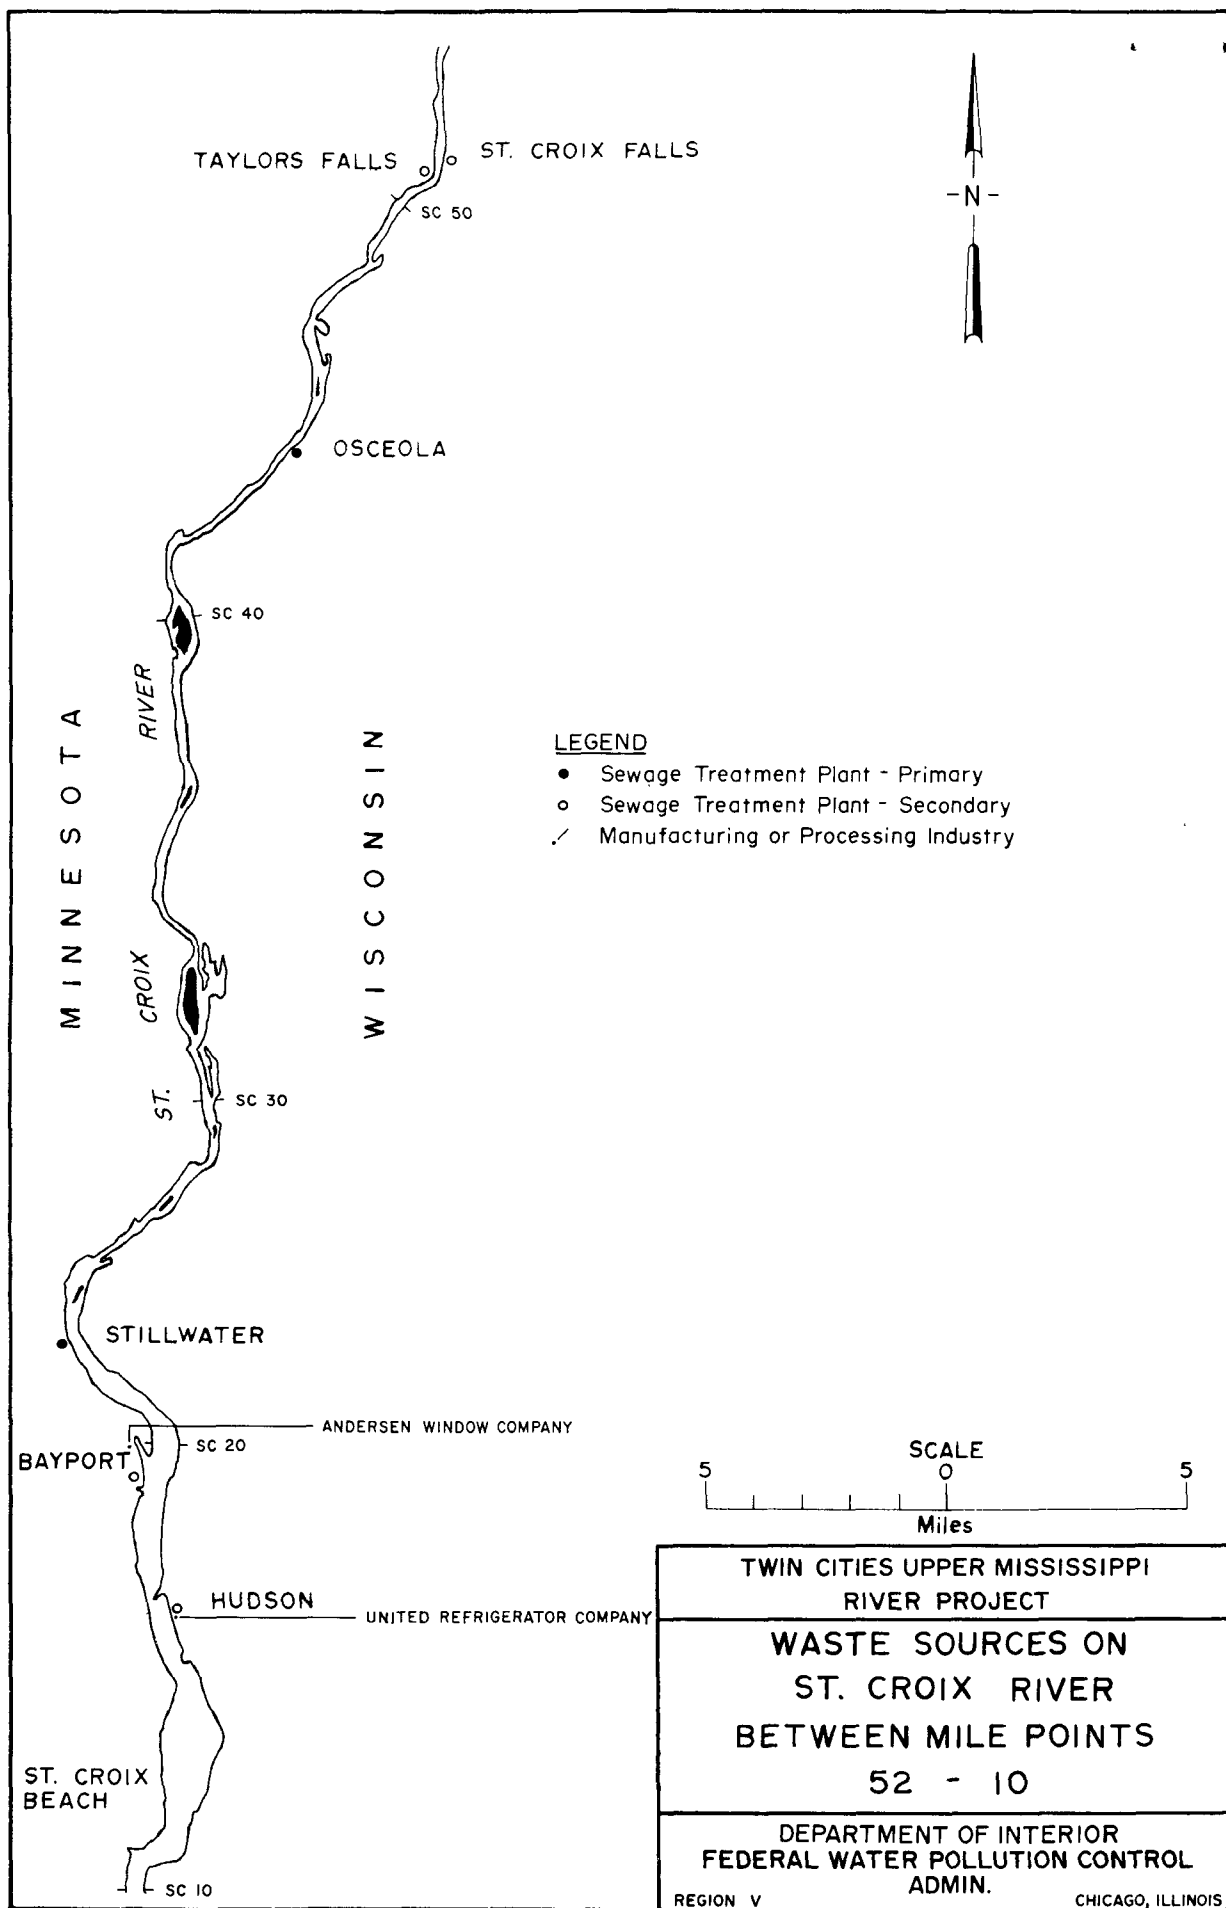 TAYLORS FALLS
ST. CROIX FALLS
- N -
SC 50
OSCEOLA
SC 40
MINNESOTA
ST. CROIX RIVER
WISCONSIN
LEGEND
Sewage Treatment Plant - Primary
Sewage Treatment Plant - Secondary
Manufacturing or Processing Industry
SC 30
STILLWATER
ANDERSEN WINDOW COMPANY
SC 20
BAYPORT
SCALE
5 0 5
Miles
HUDSON
UNITED REFRIGERATOR COMPANY
ST. CROIX
BEACH
SC 10
TWIN CITIES UPPER MISSISSIPPI
RIVER PROJECT
WASTE SOURCES ON
ST. CROIX RIVER
BETWEEN MILE POINTS
52 - 10
DEPARTMENT OF INTERIOR
FEDERAL WATER POLLUTION CONTROL
ADMIN.
REGION V CHICAGO, ILLINOIS